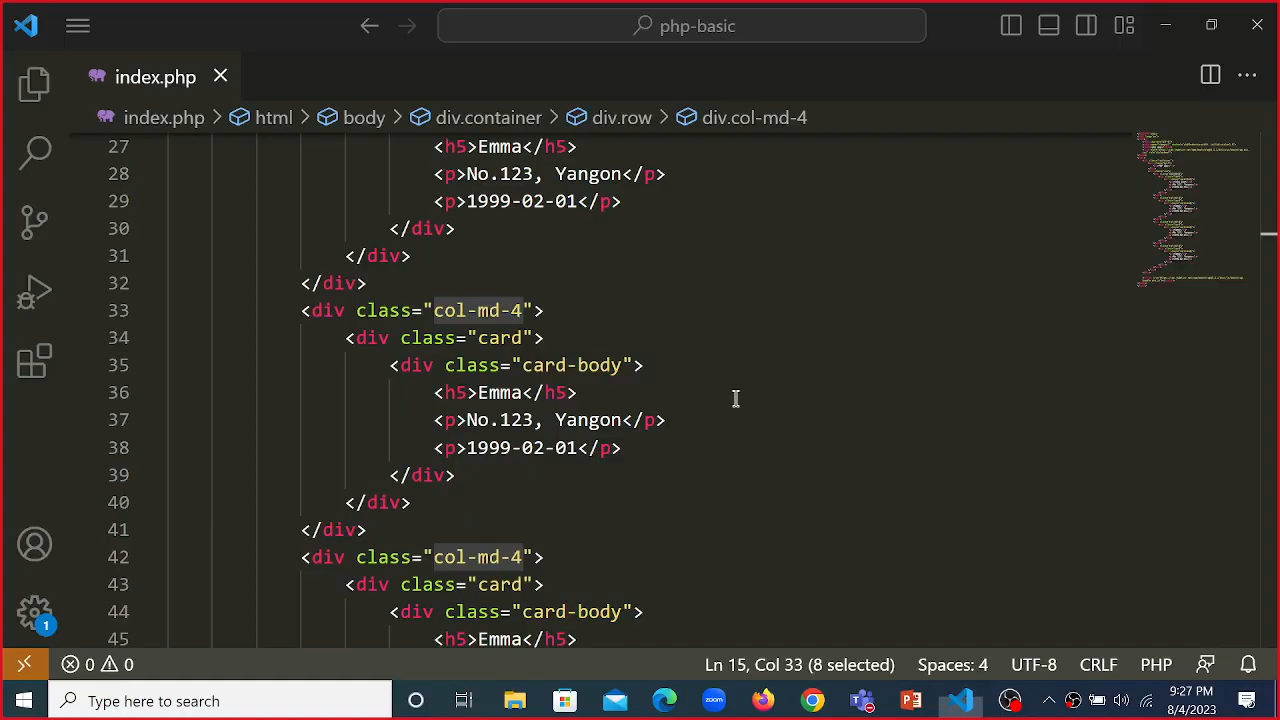 php-basic
index.php
index.php > html > body > div.container > div.row > div.col-md-4
27 <h5>Emma</h5>
28 <p>No.123, Yangon</p>
29 <p>1999-02-01</p>
30 </div>
31 </div>
32 </div>
33 <div class="col-md-4">
34 <div class="card">
35 <div class="card-body">
36 <h5>Emma</h5>
37 <p>No.123, Yangon</p>
38 <p>1999-02-01</p>
39 </div>
40 </div>
41 </div>
42 <div class="col-md-4">
43 <div class="card">
44 <div class="card-body">
45 <h5>Emma</h5>
1
0 0 Ln 15, Col 33 (8 selected) Spaces: 4 UTF-8 CRLF PHP
Type here to search
zoom
9:27 PM
8/4/2023